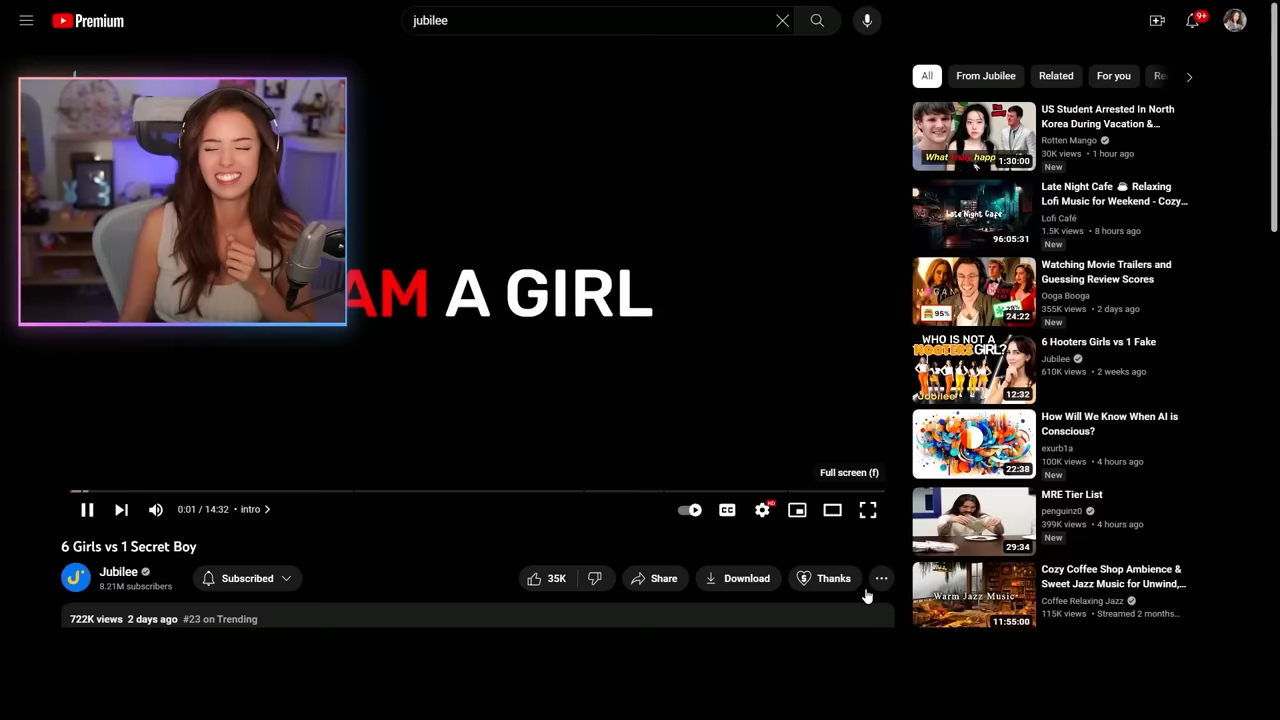 Premium
jubilee
9+
AM A GIRL
Full screen (f)
0:01 / 14:32 • intro
CC
HD
6 Girls vs 1 Secret Boy
Jubilee
8.21M subscribers
Subscribed
35K
Share
Download
Thanks
722K views 2 days ago #23 on Trending
All
From Jubilee
Related
For you
Re
What truly happ
1:30:00
US Student Arrested In North
Korea During Vacation &...
Rotten Mango
30K views • 1 hour ago
New
Late Night Cafe
96:05:31
Late Night Cafe ☕ Relaxing
Lofi Music for Weekend - Cozy...
Lofi Café
1.5K views • 8 hours ago
New
95%
24:22
Watching Movie Trailers and
Guessing Review Scores
Ooga Booga
355K views • 2 days ago
New
WHO IS NOT A
HOOTERS GIRL?
Jubilee
12:32
6 Hooters Girls vs 1 Fake
Jubilee
610K views • 2 weeks ago
22:38
How Will We Know When AI is
Conscious?
exurb1a
100K views • 4 hours ago
New
29:34
MRE Tier List
penguinz0
399K views • 4 hours ago
New
Warm Jazz Music
11:55:00
Cozy Coffee Shop Ambience &
Sweet Jazz Music for Unwind,...
Coffee Relaxing Jazz
115K views • Streamed 2 months...